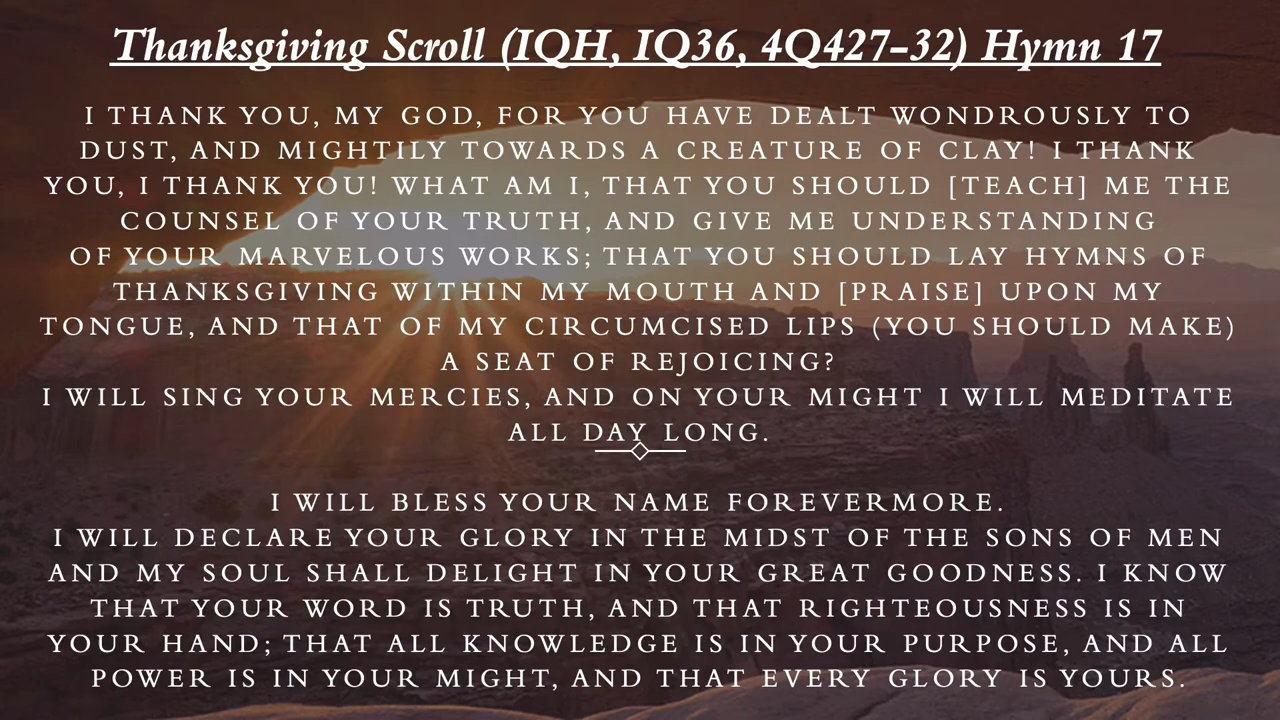 Thanksgiving Scroll (IQH, IQ36, 4Q427-32) Hymn 17
I THANK YOU, MY GOD, FOR YOU HAVE DEALT WONDROUSLY TO
DUST, AND MIGHTILY TOWARDS A CREATURE OF CLAY! I THANK
YOU, I THANK YOU! WHAT AM I, THAT YOU SHOULD [TEACH] ME THE
COUNSEL OF YOUR TRUTH, AND GIVE ME UNDERSTANDING
OF YOUR MARVELOUS WORKS; THAT YOU SHOULD LAY HYMNS OF
THANKSGIVING WITHIN MY MOUTH AND [PRAISE] UPON MY
TONGUE, AND THAT OF MY CIRCUMCISED LIPS (YOU SHOULD MAKE)
A SEAT OF REJOICING?
I WILL SING YOUR MERCIES, AND ON YOUR MIGHT I WILL MEDITATE
ALL DAY LONG.
I WILL BLESS YOUR NAME FOREVERMORE.
I WILL DECLARE YOUR GLORY IN THE MIDST OF THE SONS OF MEN
AND MY SOUL SHALL DELIGHT IN YOUR GREAT GOODNESS. I KNOW
THAT YOUR WORD IS TRUTH, AND THAT RIGHTEOUSNESS IS IN
YOUR HAND; THAT ALL KNOWLEDGE IS IN YOUR PURPOSE, AND ALL
POWER IS IN YOUR MIGHT, AND THAT EVERY GLORY IS YOURS.